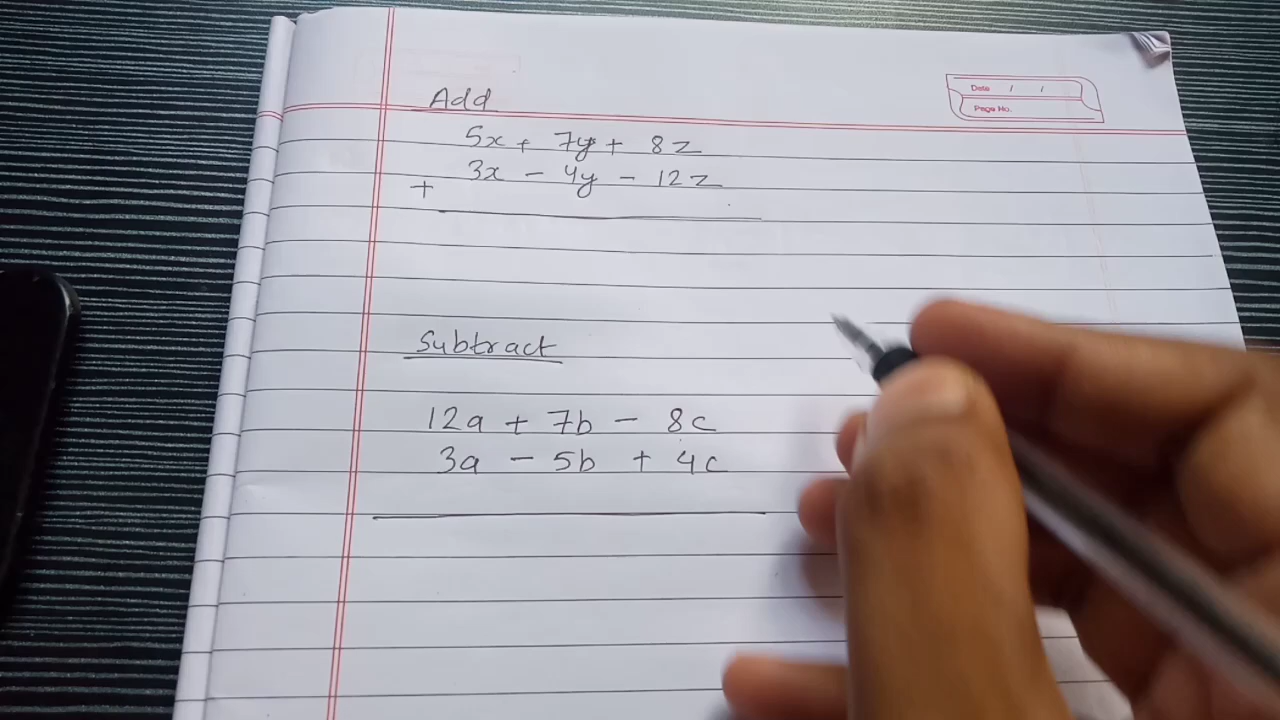 Add
Date / /
Page No.
5x + 7y + 8z
3x - 4y - 12z
+
Subtract
12a + 7b - 8c
3a - 5b + 4c